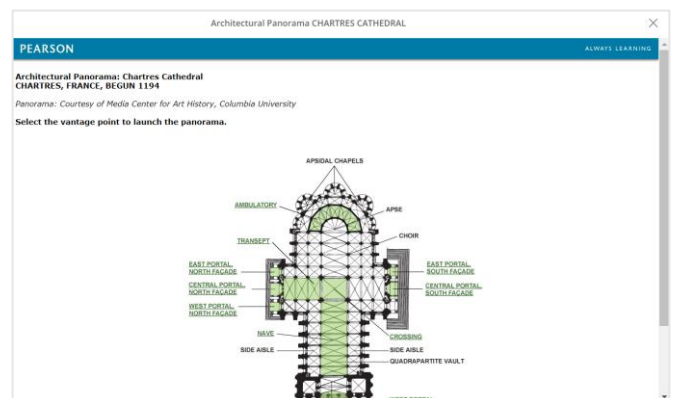 Architectural Panorama CHARTRES CATHEDRAL
PEARSON
ALWAYS LEARNING
Architectural Panorama: Chartres Cathedral
CHARTRES, FRANCE, BEGUN 1194
Panorama: Courtesy of Media Center for Art History, Columbia University
Select the vantage point to launch the panorama.
APSIDAL CHAPELS
AMBULATORY
APSE
CHOIR
TRANSEPT
EAST PORTAL,
NORTH FAÇADE
EAST PORTAL,
SOUTH FAÇADE
CENTRAL PORTAL,
NORTH FAÇADE
CENTRAL PORTAL,
SOUTH FAÇADE
WEST PORTAL,
NORTH FAÇADE
NAVE
CROSSING
SIDE AISLE
SIDE AISLE
QUADRAPARTITE VAULT